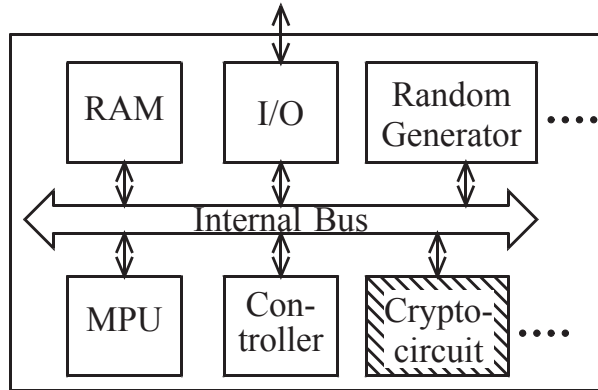 RAM
I/O
Random
Generator
....
Internal Bus
MPU
Con-
troller
Crypto-
circuit
....